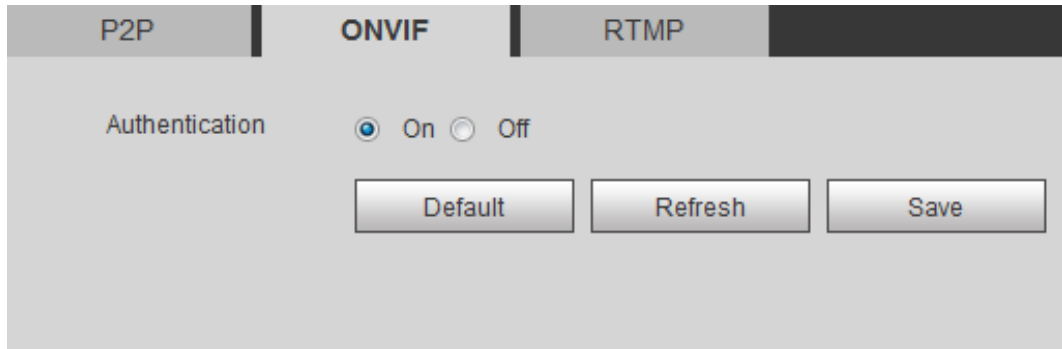 P2P ONVIF RTMP
Authentication On Off
Default Refresh Save